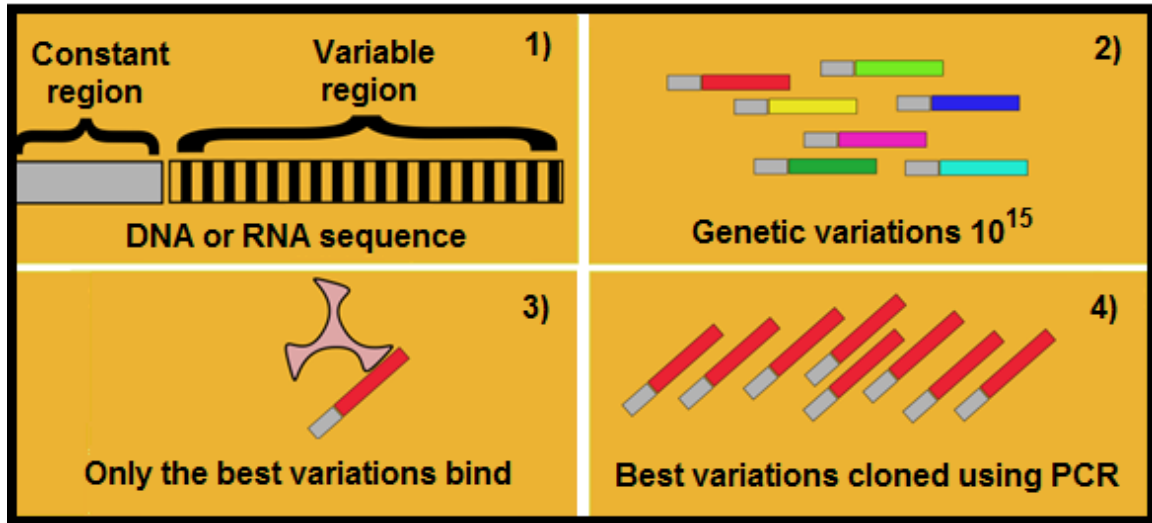 1)
Constant
region
Variable
region
DNA or RNA sequence
2)
Genetic variations 10¹⁵
3)
Only the best variations bind
4)
Best variations cloned using PCR